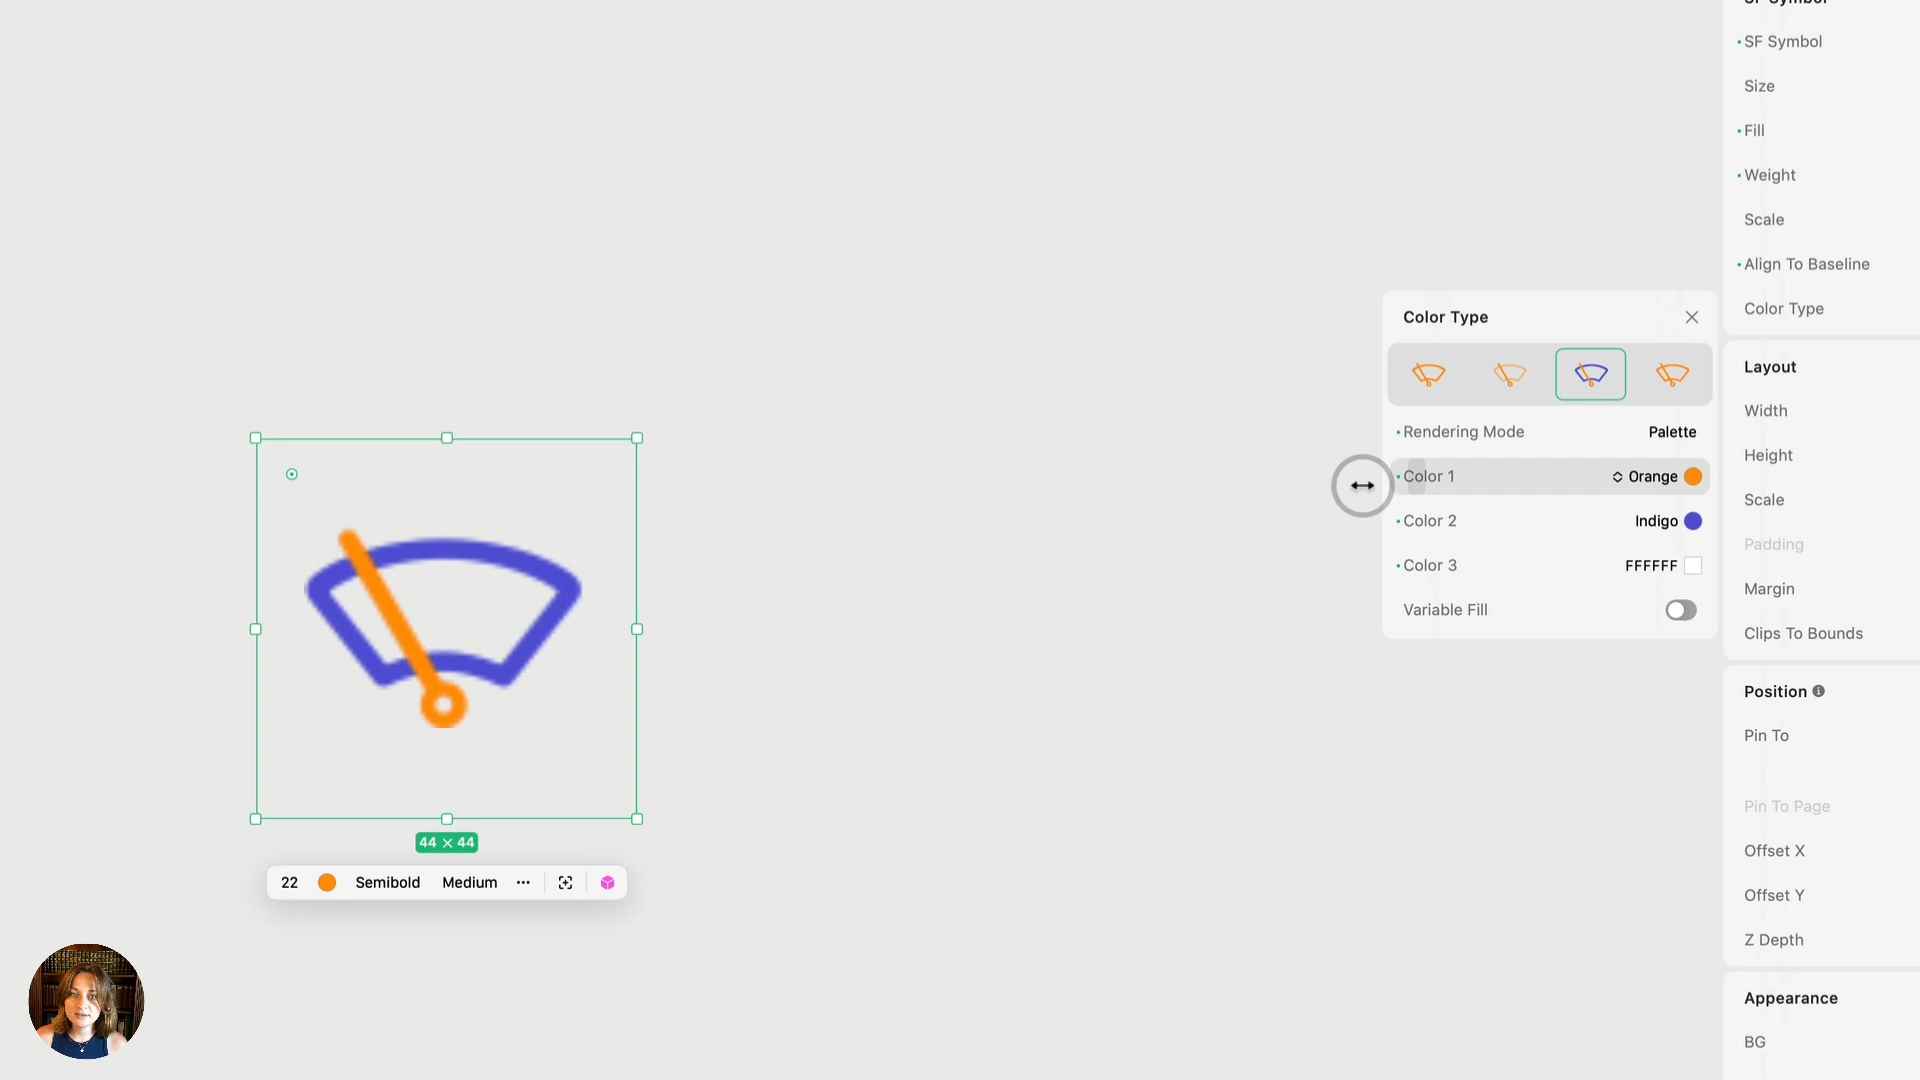 SF Symbol
SF Symbol
Size
Fill
Weight
Scale
Align To Baseline
Color Type
Color Type
Rendering Mode Palette
Color 1 Orange
Color 2 Indigo
Color 3 FFFFFF
Variable Fill
Layout
Width
Height
Scale
Padding
Margin
Clips To Bounds
Position
Pin To
Pin To Page
Offset X
Offset Y
Z Depth
Appearance
BG
44 × 44
22 Semibold Medium